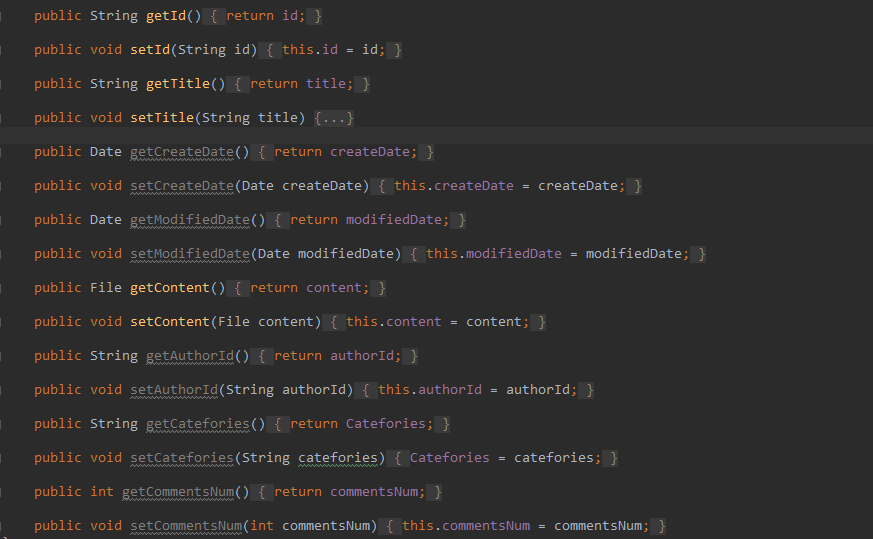 public String getId() { return id; }
public void setId(String id) { this.id = id; }
public String getTitle() { return title; }
public void setTitle(String title) {...}
public Date getCreateDate() { return createDate; }
public void setCreateDate(Date createDate) { this.createDate = createDate; }
public Date getModifiedDate() { return modifiedDate; }
public void setModifiedDate(Date modifiedDate) { this.modifiedDate = modifiedDate; }
public File getContent() { return content; }
public void setContent(File content) { this.content = content; }
public String getAuthorId() { return authorId; }
public void setAuthorId(String authorId) { this.authorId = authorId; }
public String getCatefories() { return Catefories; }
public void setCatefories(String catefories) { Catefories = catefories; }
public int getCommentsNum() { return commentsNum; }
public void setCommentsNum(int commentsNum) { this.commentsNum = commentsNum; }